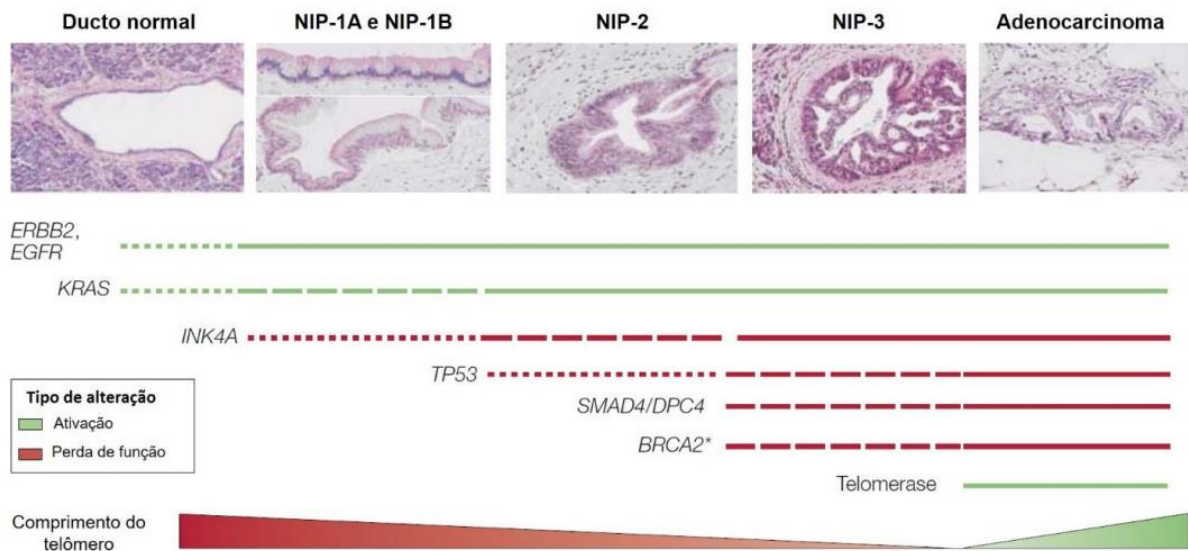 Ducto normal
NIP-1A e NIP-1B
NIP-2
NIP-3
Adenocarcinoma
ERBB2,
EGFR
KRAS
INK4A
TP53
SMAD4/DPC4
BRCA2*
Telomerase
Tipo de alteração
Ativação
Perda de função
Comprimento do
telômero